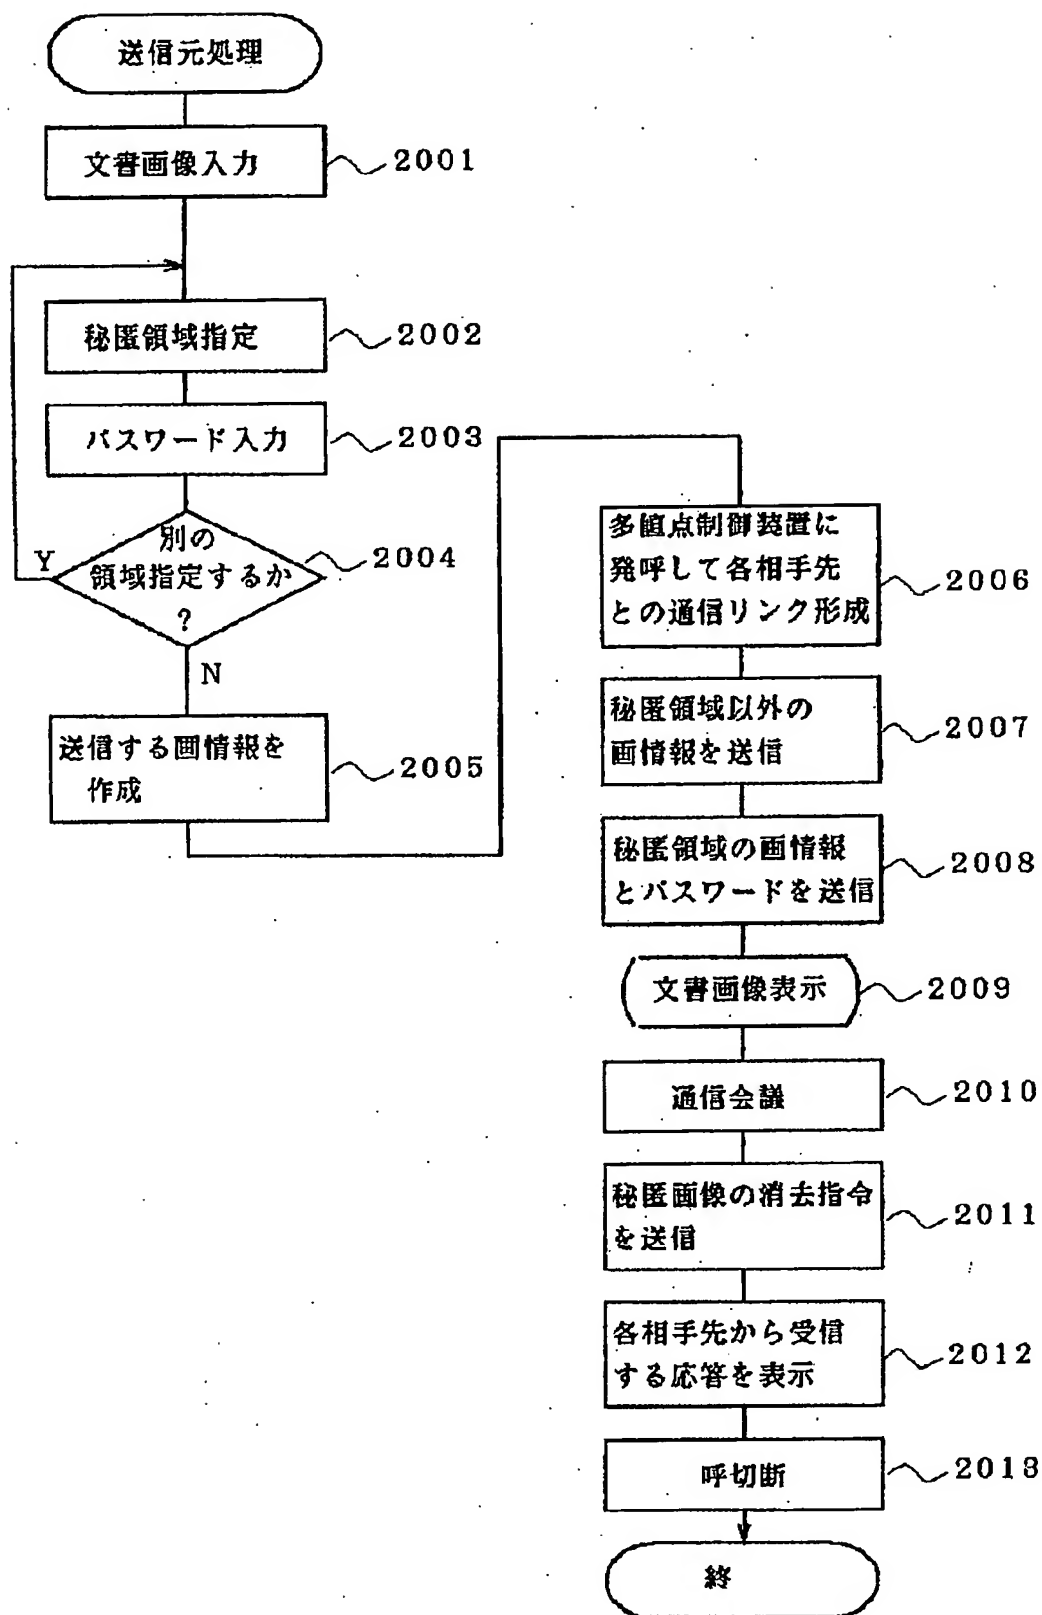 送信元処理
文書画像入力
2001
秘匿領域指定
2002
パスワード入力
2003
別の
領域指定するか
?
2004
Y
N
送信する画情報を
作成
2005
多値点制御装置に
発呼して各相手先
との通信リンク形成
2006
秘匿領域以外の
画情報を送信
2007
秘匿領域の画情報
とパスワードを送信
2008
文書画像表示
2009
通信会議
2010
秘匿画像の消去指令
を送信
2011
各相手先から受信
する応答を表示
2012
呼切断
2013
終